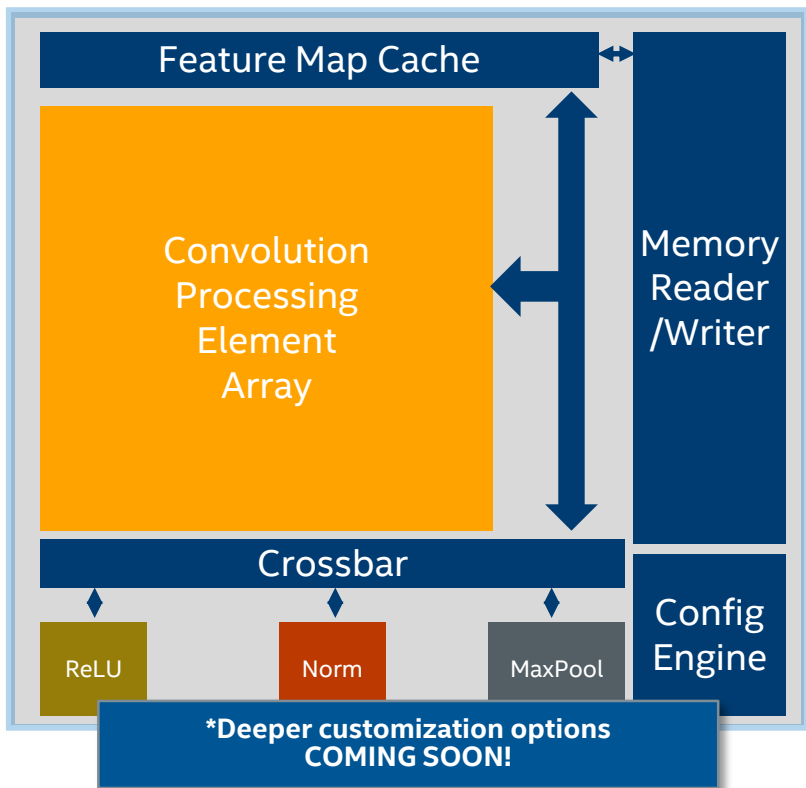 Feature Map Cache
Convolution
Processing
Element
Array
Memory
Reader
/Writer
Crossbar
Config
Engine
ReLU
Norm
MaxPool
*Deeper customization options
COMING SOON!